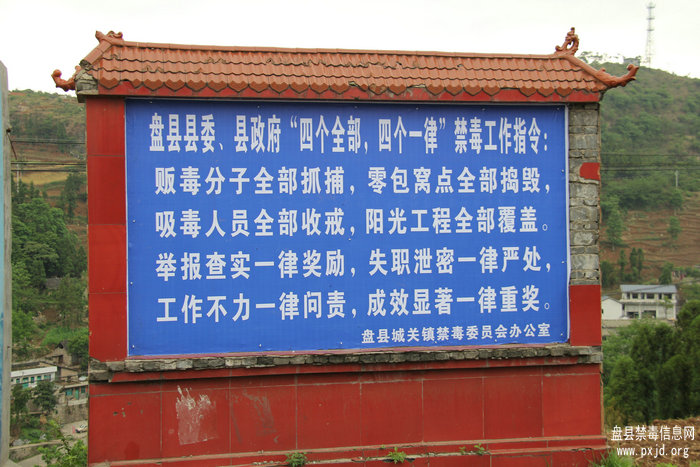 盘县县委、县政府“四个全部，四个一律”禁毒工作指令：
贩毒分子全部抓捕，零包窝点全部捣毁，
吸毒人员全部收戒，阳光工程全部覆盖。
举报查实一律奖励，失职泄密一律严处，
工作不力一律问责，成效显著一律重奖。
盘县城关镇禁毒委员会办公室
盘县禁毒信息网
www.pxjd.org